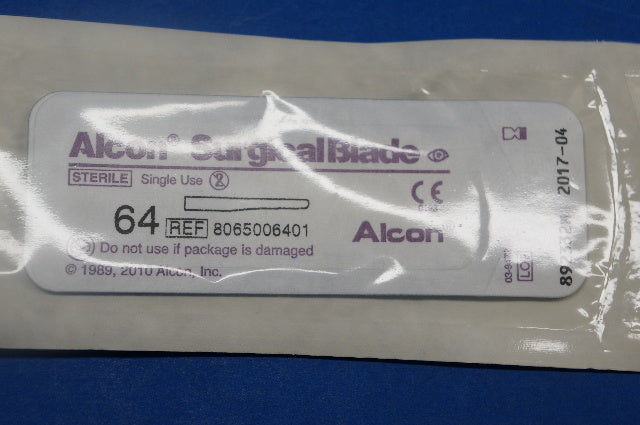 Alcon® Surgical Blade
STERILE Single Use
64 REF 8065006401
CE
Alcon
Do not use if package is damaged
© 1989, 2010 Alcon, Inc.
2017-04
LOT